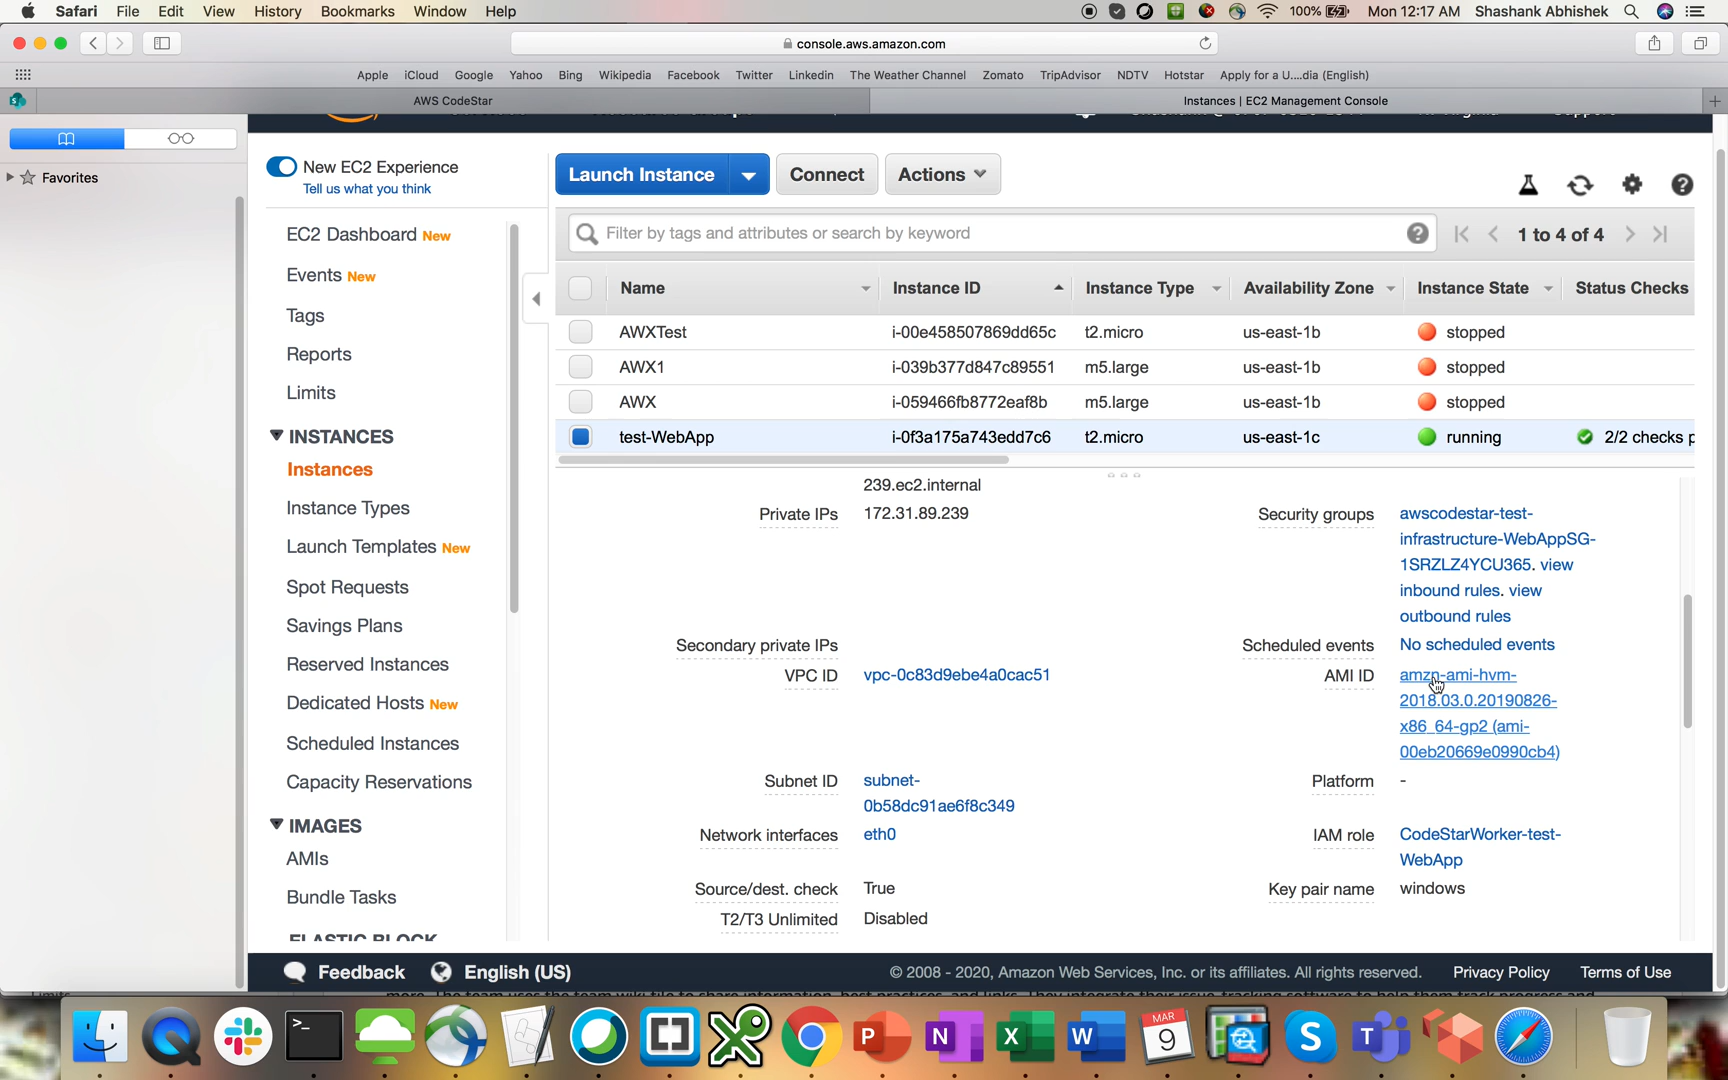 Safari File Edit View History Bookmarks Window Help 100% Mon 12:17 AM Shashank Abhishek
console.aws.amazon.com
Apple iCloud Google Yahoo Bing Wikipedia Facebook Twitter Linkedin The Weather Channel Zomato TripAdvisor NDTV Hotstar Apply for a U....dia (English)
AWS CodeStar Instances | EC2 Management Console
Favorites
New EC2 Experience
Tell us what you think
Launch Instance Connect Actions
Filter by tags and attributes or search by keyword 1 to 4 of 4
Name Instance ID Instance Type Availability Zone Instance State Status Checks
AWXTest i-00e458507869dd65c t2.micro us-east-1b stopped
AWX1 i-039b377d847c89551 m5.large us-east-1b stopped
AWX i-059466fb8772eaf8b m5.large us-east-1b stopped
test-WebApp i-0f3a175a743edd7c6 t2.micro us-east-1c running 2/2 checks p
EC2 Dashboard New
Events New
Tags
Reports
Limits
INSTANCES
Instances
Instance Types
Launch Templates New
Spot Requests
Savings Plans
Reserved Instances
Dedicated Hosts New
Scheduled Instances
Capacity Reservations
IMAGES
AMIs
Bundle Tasks
ELASTIC BLOCK
239.ec2.internal
Private IPs 172.31.89.239
Secondary private IPs
VPC ID vpc-0c83d9ebe4a0cac51
Subnet ID subnet-
0b58dc91ae6f8c349
Network interfaces eth0
Source/dest. check True
T2/T3 Unlimited Disabled
Security groups awscodestar-test-
infrastructure-WebAppSG-
1SRZLZ4YCU365. view
inbound rules. view
outbound rules
Scheduled events No scheduled events
AMI ID amzn-ami-hvm-
2018.03.0.20190826-
x86_64-gp2 (ami-
00eb20669e0990cb4)
Platform -
IAM role CodeStarWorker-test-
WebApp
Key pair name windows
Feedback English (US) © 2008 - 2020, Amazon Web Services, Inc. or its affiliates. All rights reserved. Privacy Policy Terms of Use
MAR
9